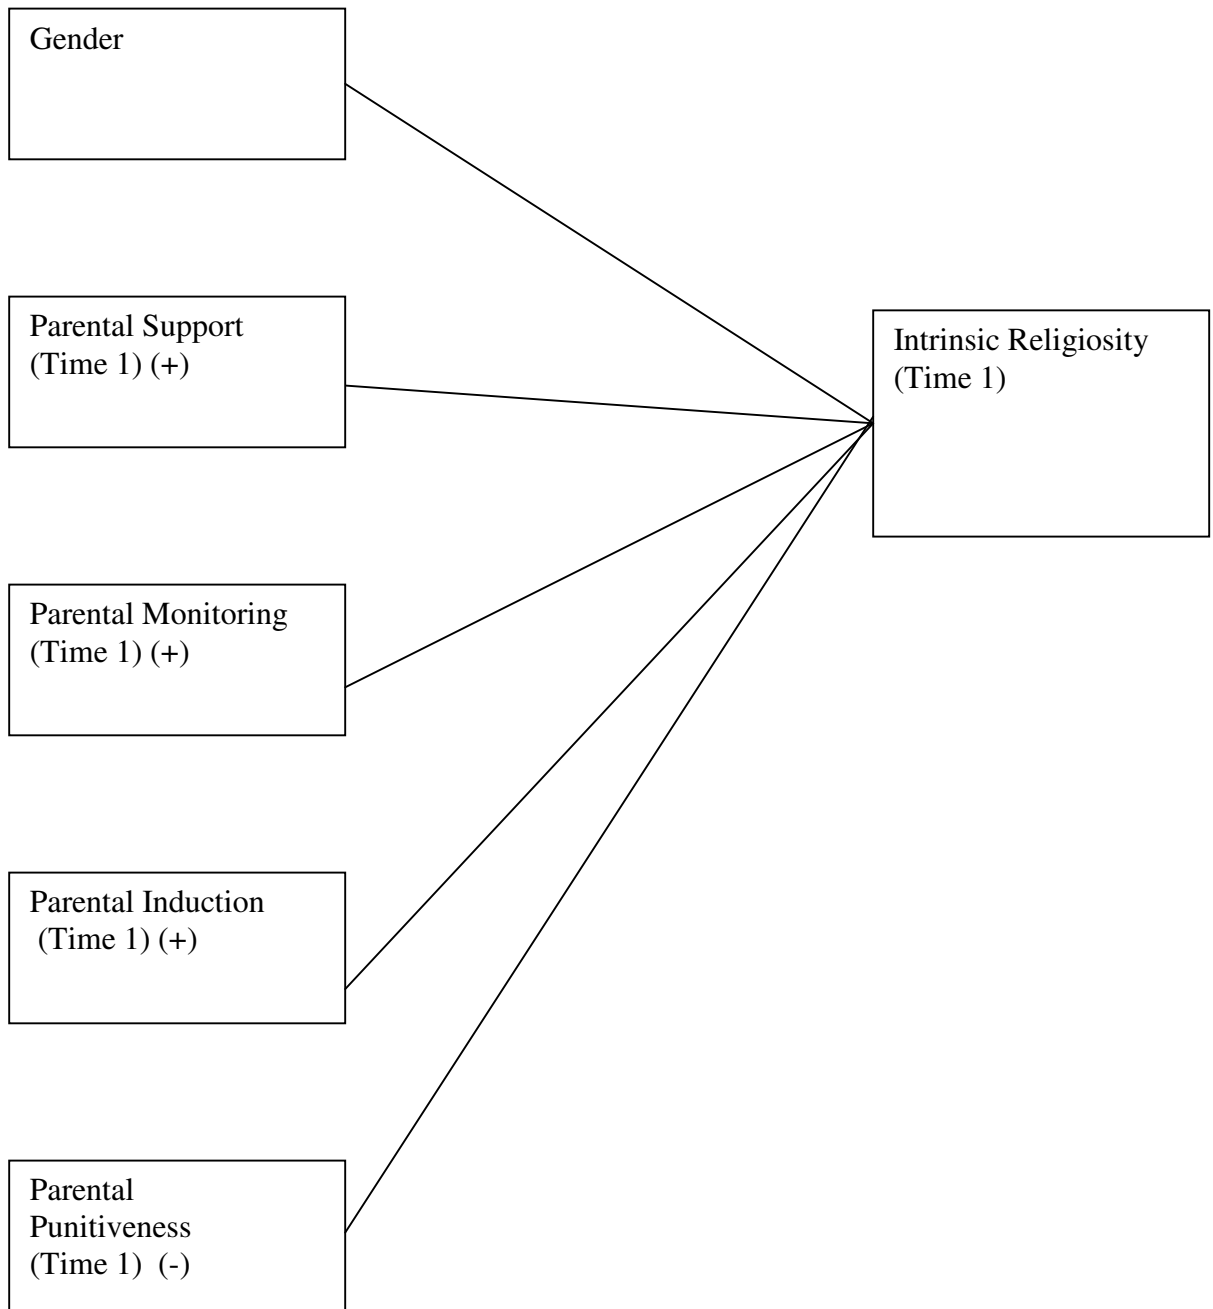 Gender
Parental Support
(Time 1) (+)
Intrinsic Religiosity
(Time 1)
Parental Monitoring
(Time 1) (+)
Parental Induction
(Time 1) (+)
Parental
Punitiveness
(Time 1)  (-)